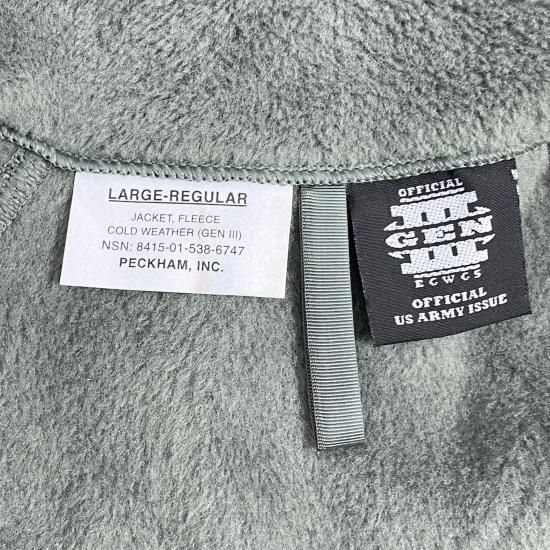 LARGE-REGULAR
JACKET, FLEECE
COLD WEATHER (GEN III)
NSN: 8415-01-538-6747
PECKHAM, INC.
OFFICIAL
III
GEN
ECWCS
OFFICIAL
US ARMY ISSUE